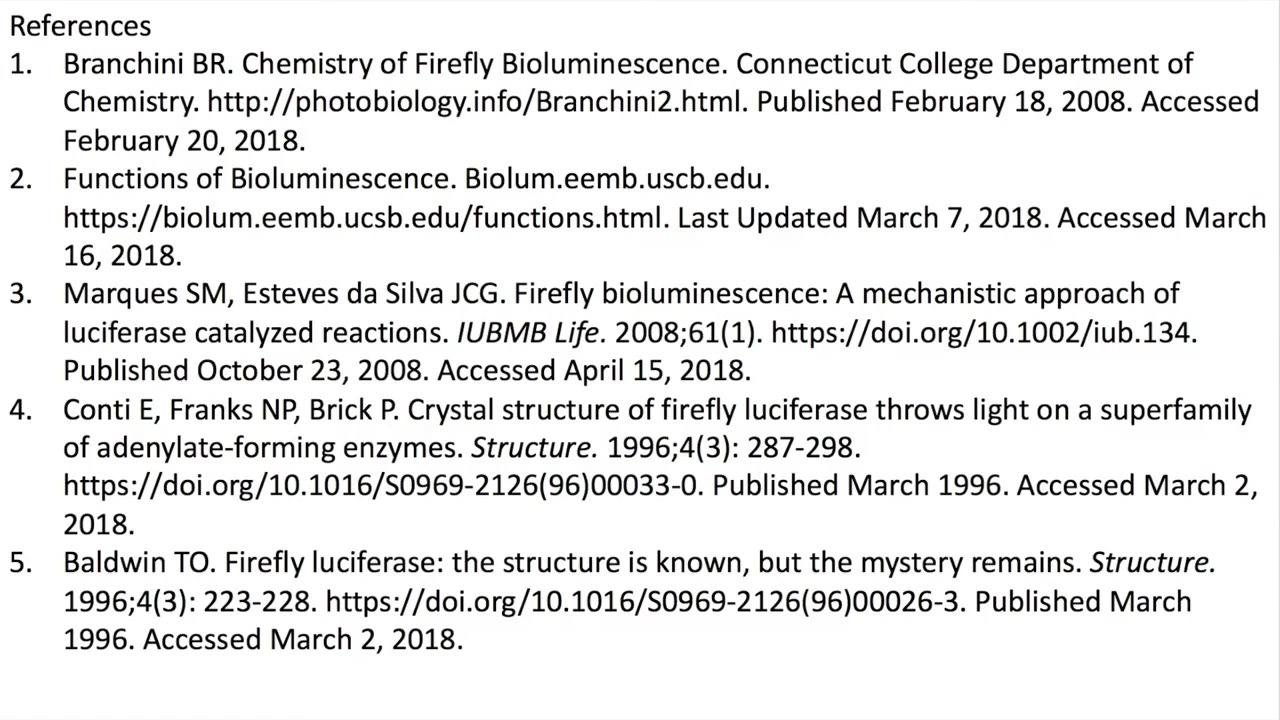 References
1. Branchini BR. Chemistry of Firefly Bioluminescence. Connecticut College Department of
Chemistry. http://photobiology.info/Branchini2.html. Published February 18, 2008. Accessed
February 20, 2018.
2. Functions of Bioluminescence. Biolum.eemb.uscb.edu.
https://biolum.eemb.ucsb.edu/functions.html. Last Updated March 7, 2018. Accessed March
16, 2018.
3. Marques SM, Esteves da Silva JCG. Firefly bioluminescence: A mechanistic approach of
luciferase catalyzed reactions. IUBMB Life. 2008;61(1). https://doi.org/10.1002/iub.134.
Published October 23, 2008. Accessed April 15, 2018.
4. Conti E, Franks NP, Brick P. Crystal structure of firefly luciferase throws light on a superfamily
of adenylate-forming enzymes. Structure. 1996;4(3): 287-298.
https://doi.org/10.1016/S0969-2126(96)00033-0. Published March 1996. Accessed March 2,
2018.
5. Baldwin TO. Firefly luciferase: the structure is known, but the mystery remains. Structure.
1996;4(3): 223-228. https://doi.org/10.1016/S0969-2126(96)00026-3. Published March
1996. Accessed March 2, 2018.